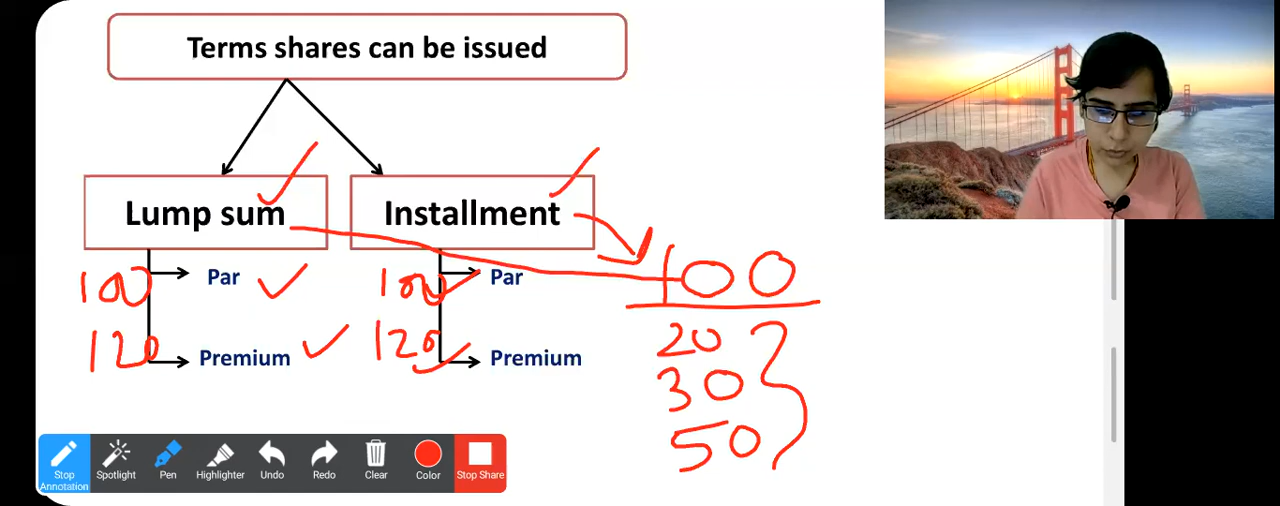 Terms shares can be issued
Lump sum
Installment
100 Par
100 Par
120 Premium
120 Premium
100
20
30
50
Stop Annotation
Spotlight
Pen
Highlighter
Undo
Redo
Clear
Color
Stop Share